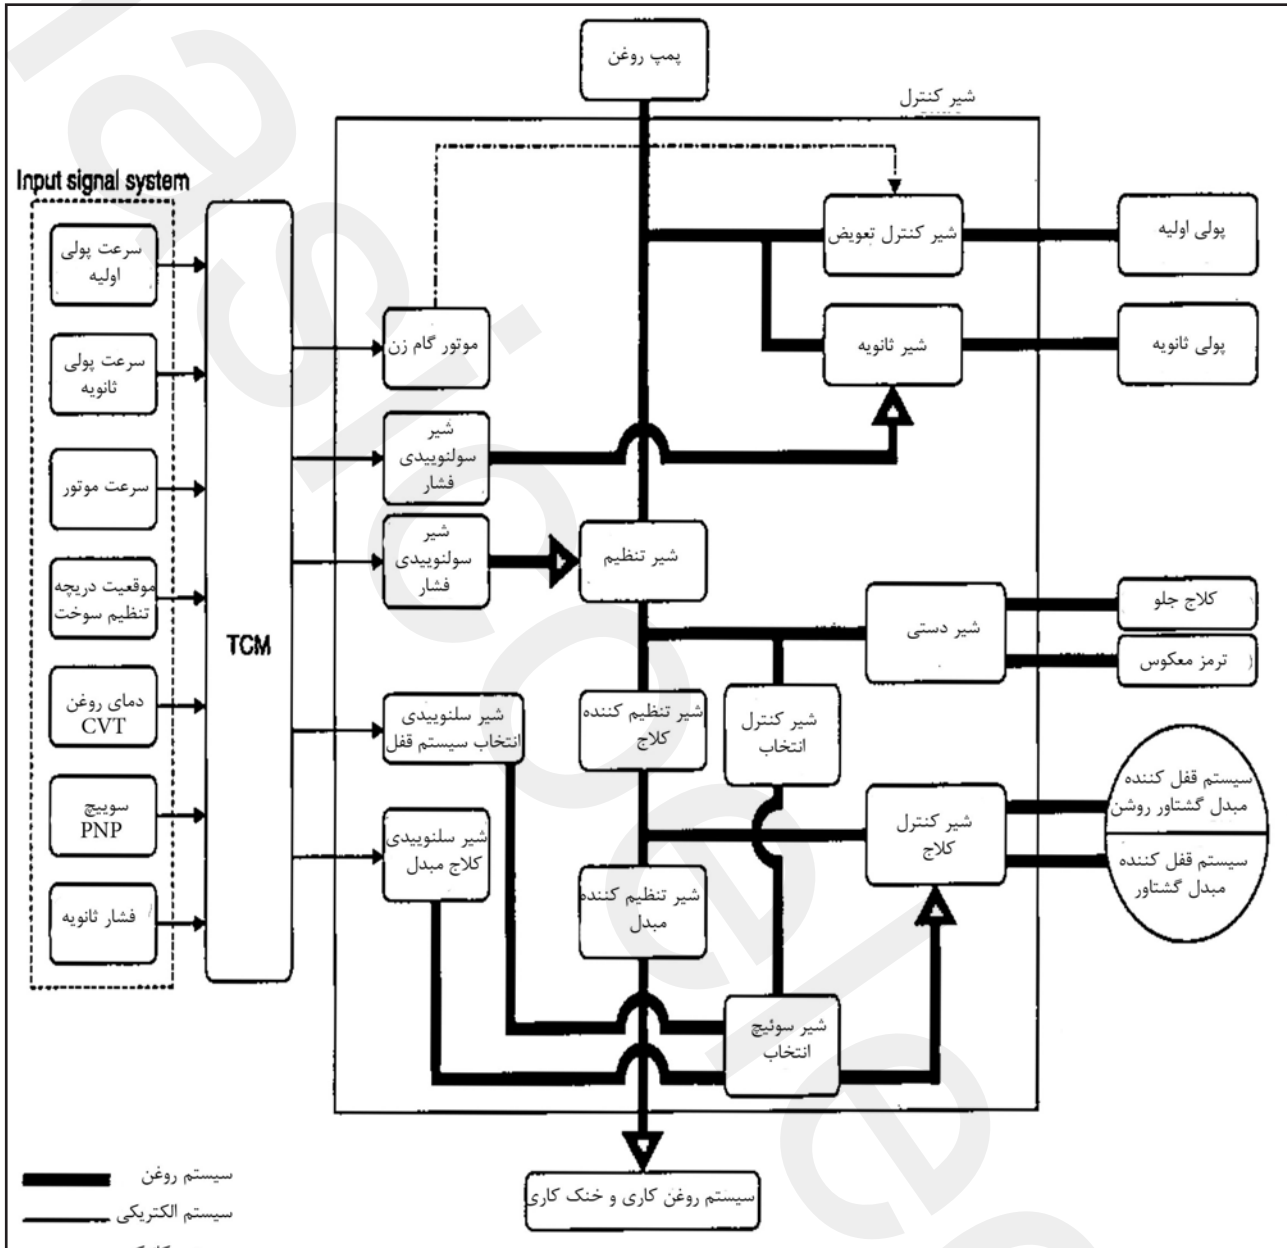 پمپ روغن
شیر کنترل
Input signal system
سرعت پولی
اولیه
سرعت پولی
ثانویه
سرعت موتور
موقعیت دریچه
تنظیم سوخت
دمای روغن
CVT
سوییچ
PNP
فشار ثانویه
TCM
موتور گام زن
شیر
سولنوییدی
فشار
شیر
سولنوییدی
فشار
شیر سلنوییدی
انتخاب سیستم قفل
شیر سلنوییدی
کلاج مبدل
شیر کنترل تعویض
شیر ثانویه
پولی اولیه
پولی ثانویه
شیر تنظیم
شیر دستی
کلاج جلو
ترمز معکوس
شیر تنظیم کننده
کلاج
شیر کنترل
انتخاب
شیر کنترل
کلاج
سیستم قفل کننده
مبدل گشتاور روشن
سیستم قفل کننده
مبدل گشتاور
شیر تنظیم کننده
مبدل
شیر سوئیچ
انتخاب
سیستم روغن کاری و خنک کاری
سیستم روغن
سیستم الکتریکی